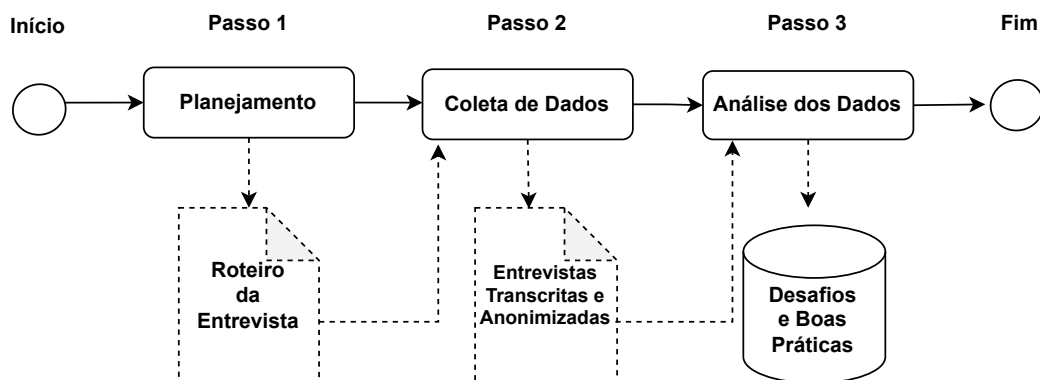 Início
Passo 1
Passo 2
Passo 3
Fim
Planejamento
Coleta de Dados
Análise dos Dados
Roteiro
da
Entrevista
Entrevistas
Transcritas e
Anonimizadas
Desafios
e Boas
Práticas